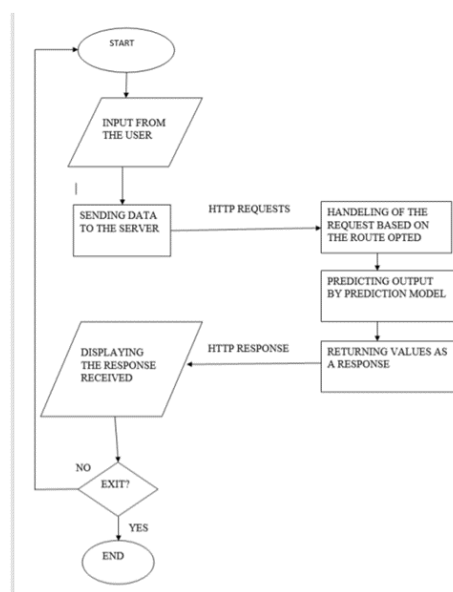 START
INPUT FROM
THE USER
SENDING DATA
TO THE SERVER
HTTP REQUESTS
HANDELING OF THE
REQUEST BASED ON
THE ROUTE OPTED
PREDICTING OUTPUT
BY PREDICTION MODEL
RETURNING VALUES AS
A RESPONSE
HTTP RESPONSE
DISPLAYING
THE RESPONSE
RECEIVED
EXIT?
NO
YES
END